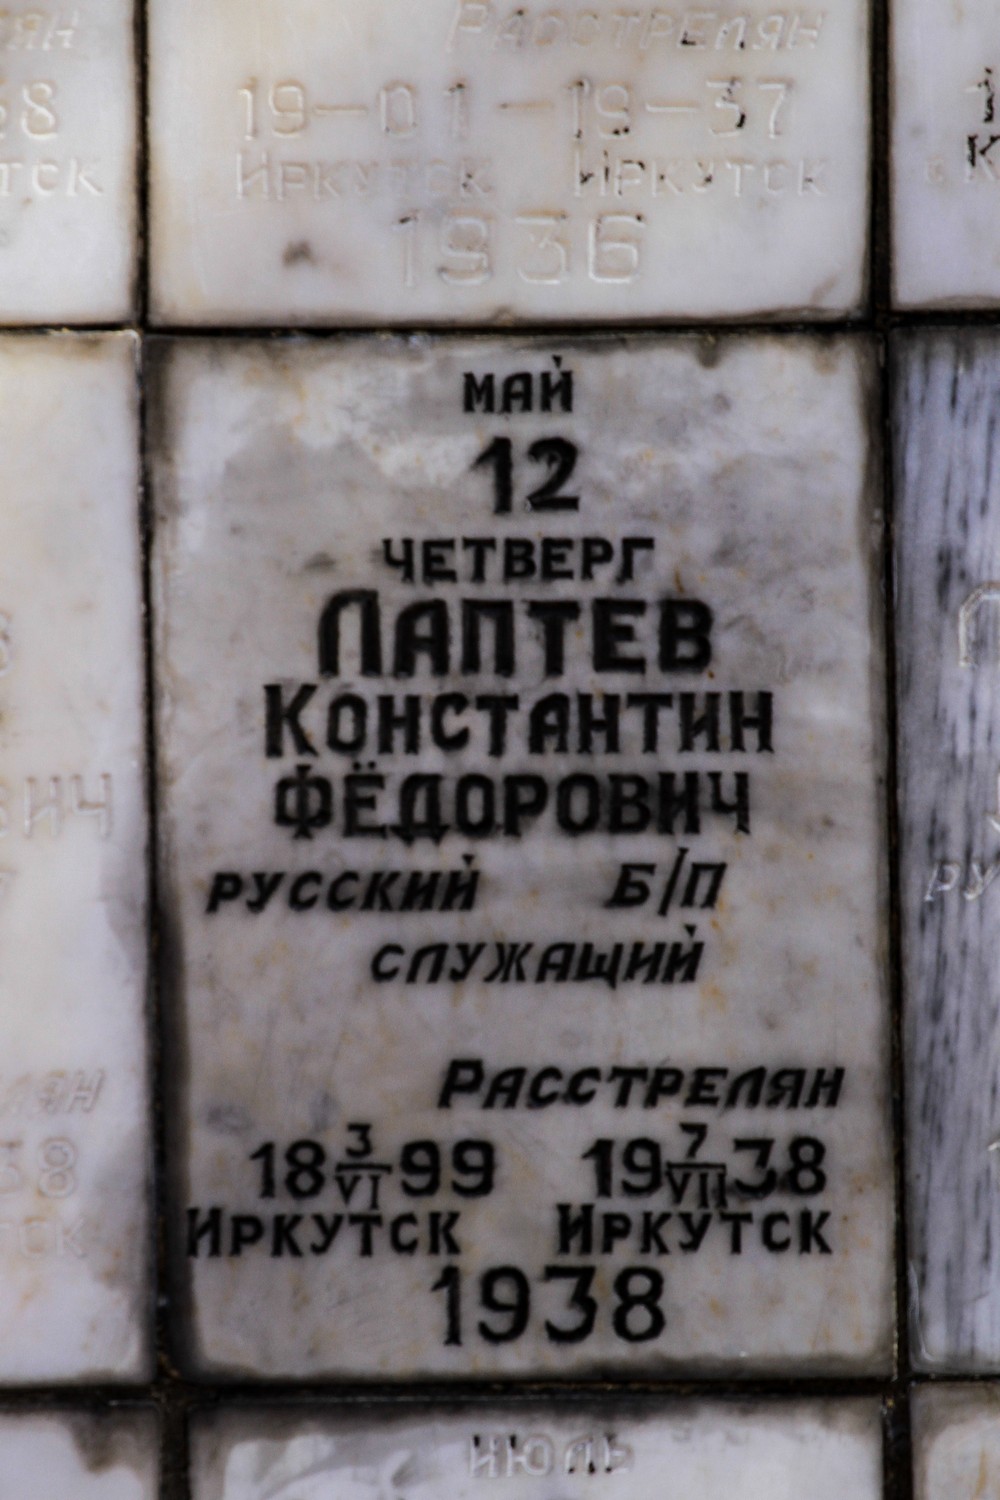 Расстрелян
19-01-19-37
Иркутск Иркутск
1936
МАЙ
12
ЧЕТВЕРГ
ЛАПТЕВ
КОНСТАНТИН
ФЁДОРОВИЧ
РУССКИЙ Б/П
СЛУЖАЩИЙ
РАССТРЕЛЯН
18 3/VI 99 19 7/VII 38
ИРКУТСК ИРКУТСК
1938
ИЮЛЬ